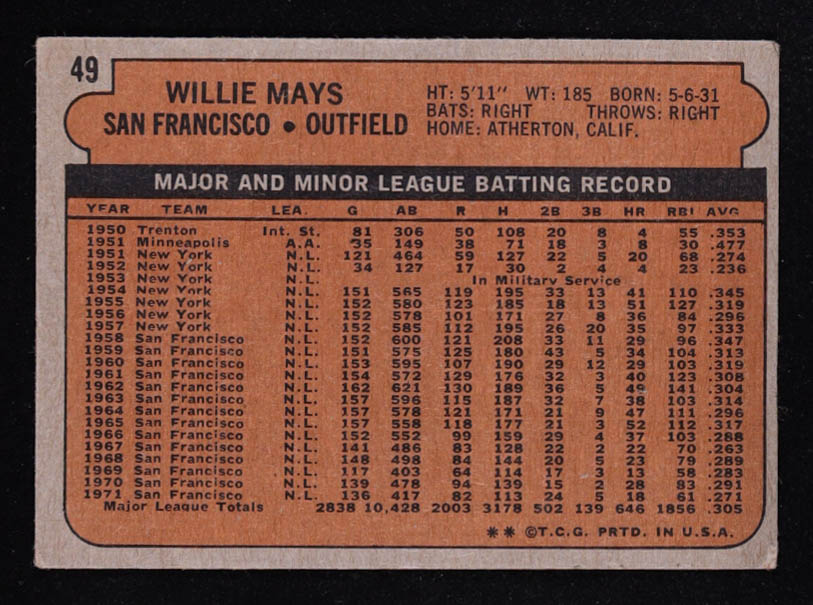 49
WILLIE MAYS
SAN FRANCISCO • OUTFIELD
HT: 5'11" WT: 185 BORN: 5-6-31
BATS: RIGHT THROWS: RIGHT
HOME: ATHERTON, CALIF.
MAJOR AND MINOR LEAGUE BATTING RECORD
YEAR TEAM LEA. G AB R H 2B 3B HR RBI AVG
1950 Trenton Int. St. 81 306 50 108 20 8 4 55 .353
1951 Minneapolis A.A. 35 149 38 71 18 3 8 30 .477
1951 New York N.L. 121 464 59 127 22 5 20 68 .274
1952 New York N.L. 34 127 17 30 2 4 4 23 .236
1953 New York N.L. In Military Service
1954 New York N.L. 151 565 119 195 33 13 41 110 .345
1955 New York N.L. 152 580 123 185 18 13 51 127 .319
1956 New York N.L. 152 578 101 171 27 8 36 84 .296
1957 New York N.L. 152 585 112 195 26 20 35 97 .333
1958 San Francisco N.L. 152 600 121 208 33 11 29 96 .347
1959 San Francisco N.L. 151 575 125 180 43 5 34 104 .313
1960 San Francisco N.L. 153 595 107 190 29 12 29 103 .319
1961 San Francisco N.L. 154 572 129 176 32 3 40 123 .308
1962 San Francisco N.L. 162 621 130 189 36 5 49 141 .304
1963 San Francisco N.L. 157 596 115 187 32 7 38 103 .314
1964 San Francisco N.L. 157 578 121 171 21 9 47 111 .296
1965 San Francisco N.L. 157 558 118 177 21 3 52 112 .317
1966 San Francisco N.L. 152 552 99 159 29 4 37 103 .288
1967 San Francisco N.L. 141 486 83 128 22 2 22 70 .263
1968 San Francisco N.L. 148 498 84 144 20 5 23 79 .289
1969 San Francisco N.L. 117 403 64 114 17 3 13 58 .283
1970 San Francisco N.L. 139 478 94 139 15 2 28 83 .291
1971 San Francisco N.L. 136 417 82 113 24 5 18 61 .271
Major League Totals 2838 10,428 2003 3178 502 139 646 1856 .305
** ©T.C.G. PRTD. IN U.S.A.